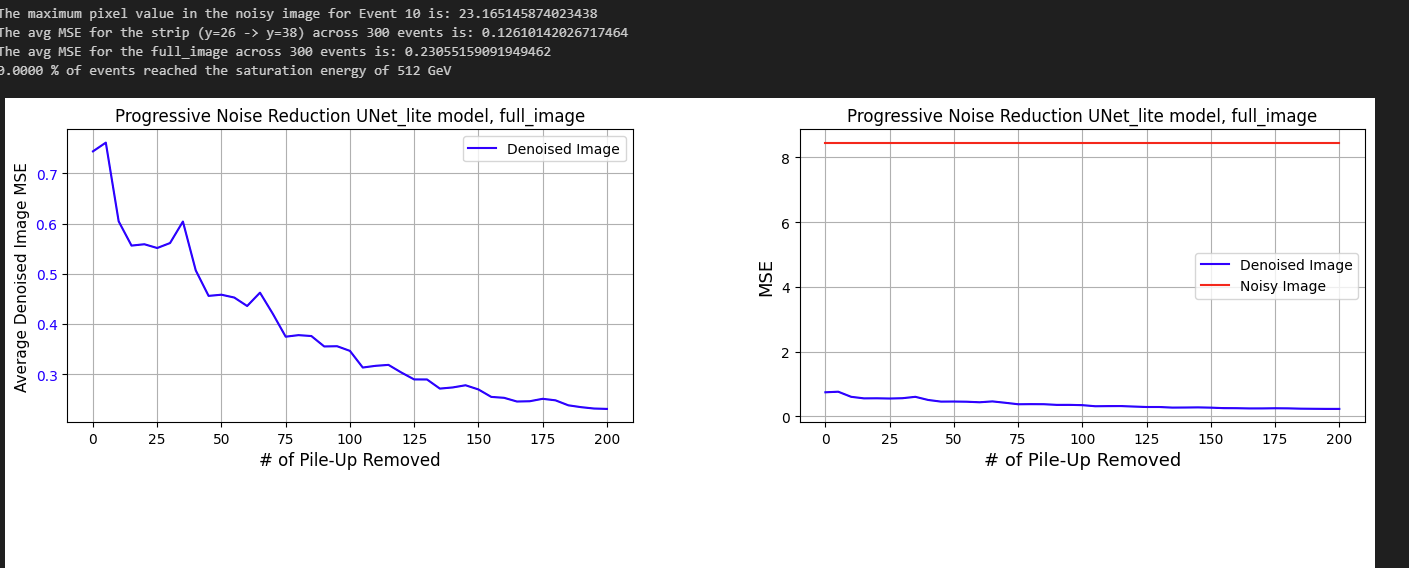 The maximum pixel value in the noisy image for Event 10 is: 23.165145874023438
The avg MSE for the strip (y=26 -> y=38) across 300 events is: 0.12610142026717464
The avg MSE for the full_image across 300 events is: 0.23055159091949462
0.0000 % of events reached the saturation energy of 512 GeV
Progressive Noise Reduction UNet_lite model, full_image
Denoised Image
Average Denoised Image MSE
0.7
0.6
0.5
0.4
0.3
0 25 50 75 100 125 150 175 200
# of Pile-Up Removed
Progressive Noise Reduction UNet_lite model, full_image
Denoised Image
Noisy Image
MSE
8
6
4
2
0
0 25 50 75 100 125 150 175 200
# of Pile-Up Removed